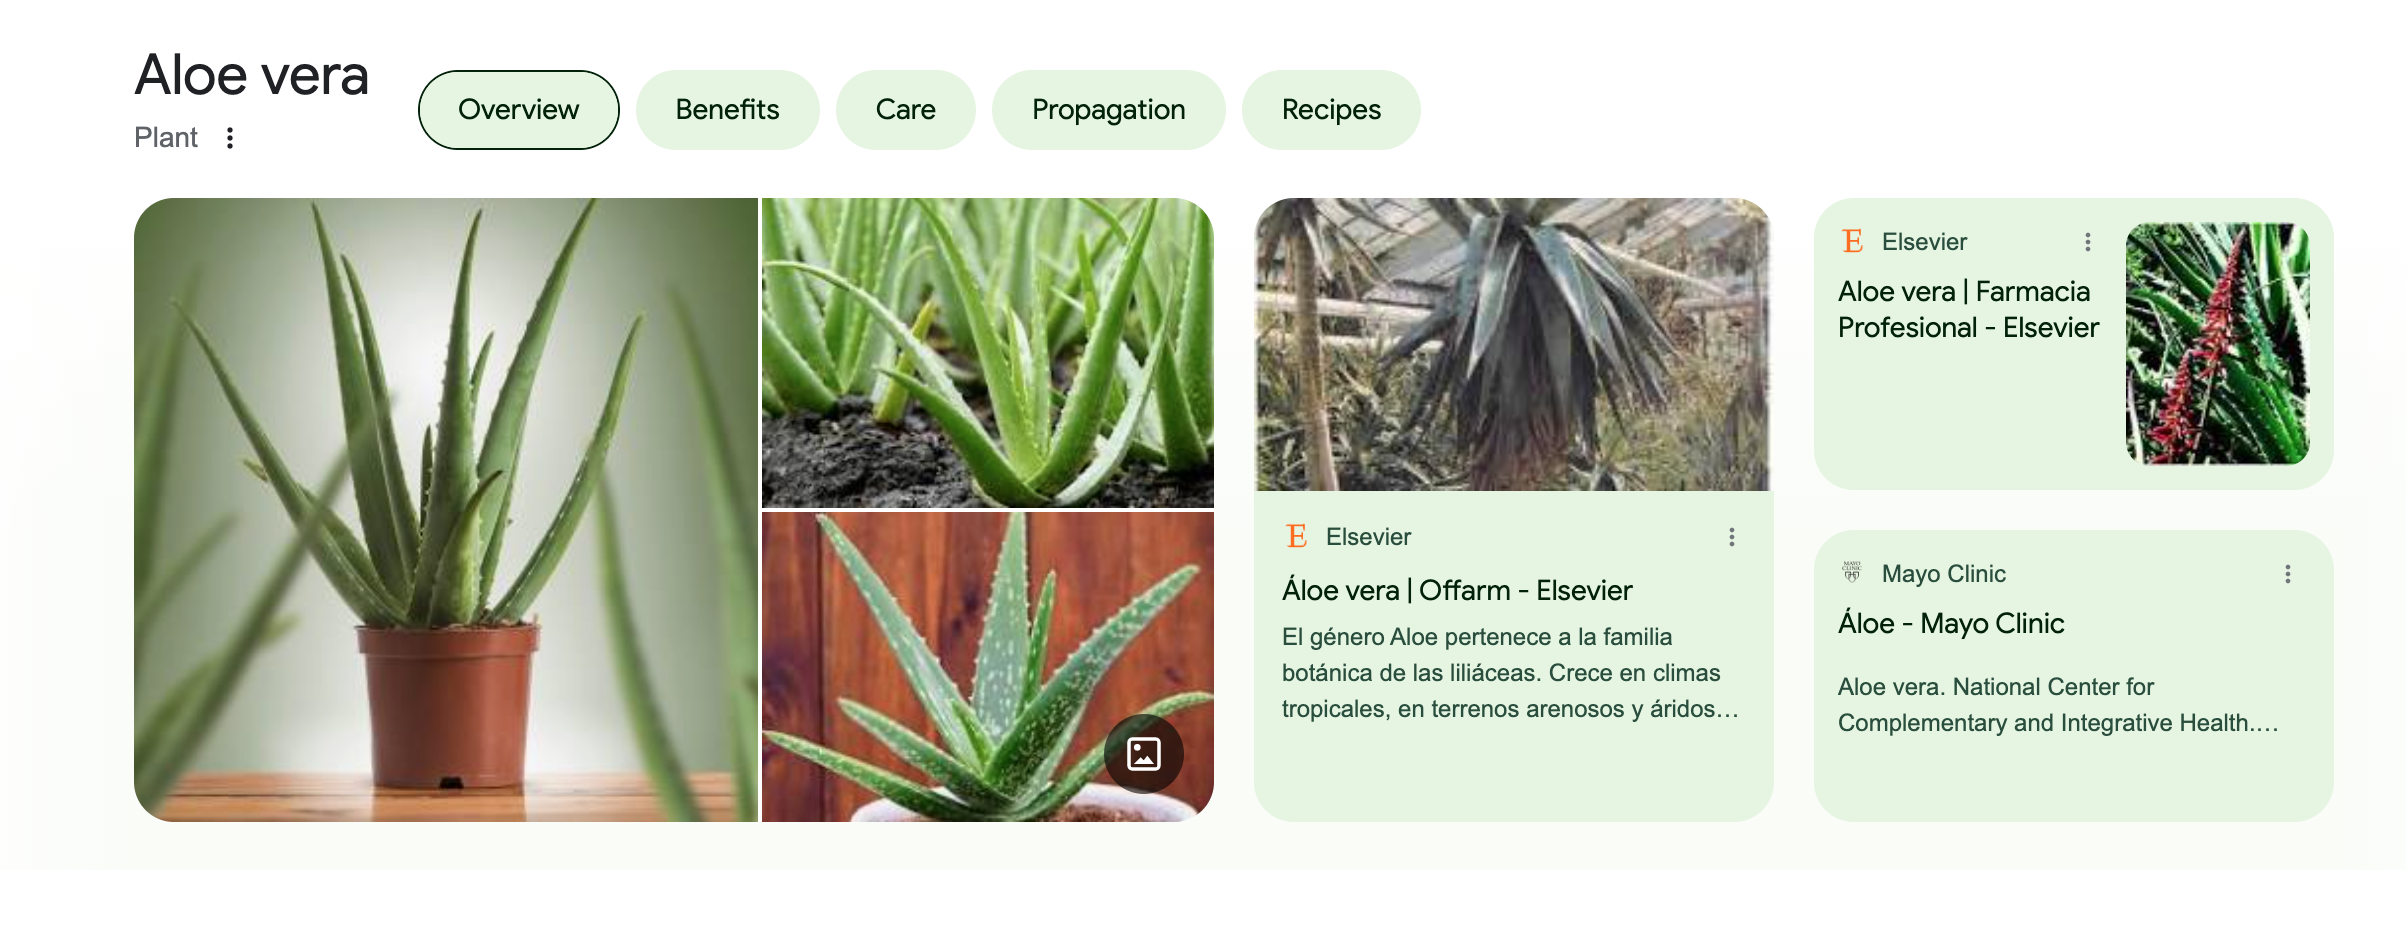 Aloe vera
Plant
Overview
Benefits
Care
Propagation
Recipes
E Elsevier
Áloe vera | Offarm - Elsevier
El género Aloe pertenece a la familia
botánica de las liliáceas. Crece en climas
tropicales, en terrenos arenosos y áridos…
E Elsevier
Aloe vera | Farmacia
Profesional - Elsevier
MAYO
CLINIC
Mayo Clinic
Áloe - Mayo Clinic
Aloe vera. National Center for
Complementary and Integrative Health.…